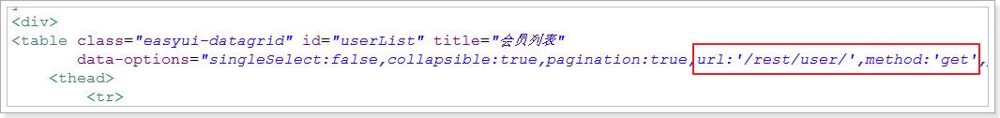 <div>
<table class="easyui-datagrid" id="userList" title="会员列表"
data-options="singleSelect:false,collapsible:true,pagination:true,url:'/rest/user/',method:'get',
<thead>
<tr>